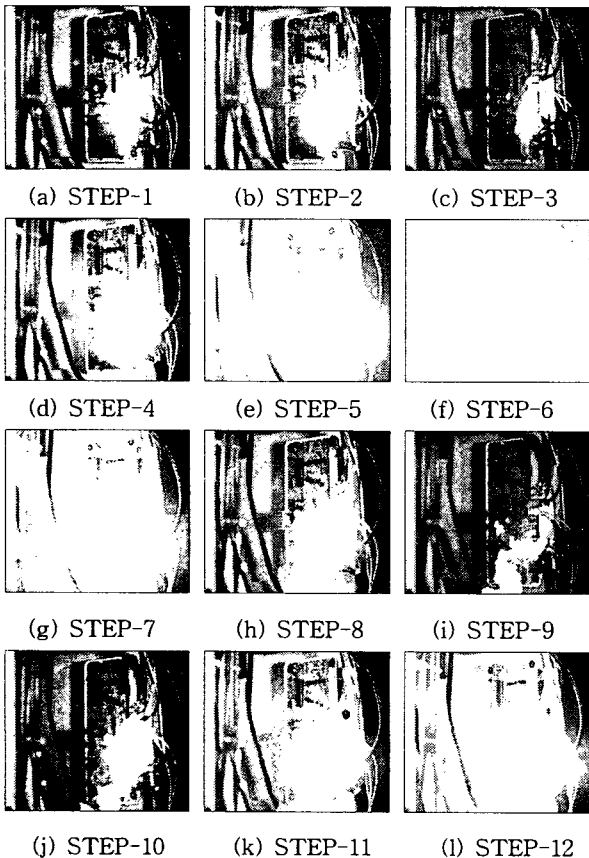 (a) STEP-1 (b) STEP-2 (c) STEP-3
(d) STEP-4 (e) STEP-5 (f) STEP-6
(g) STEP-7 (h) STEP-8 (i) STEP-9
(j) STEP-10 (k) STEP-11 (l) STEP-12